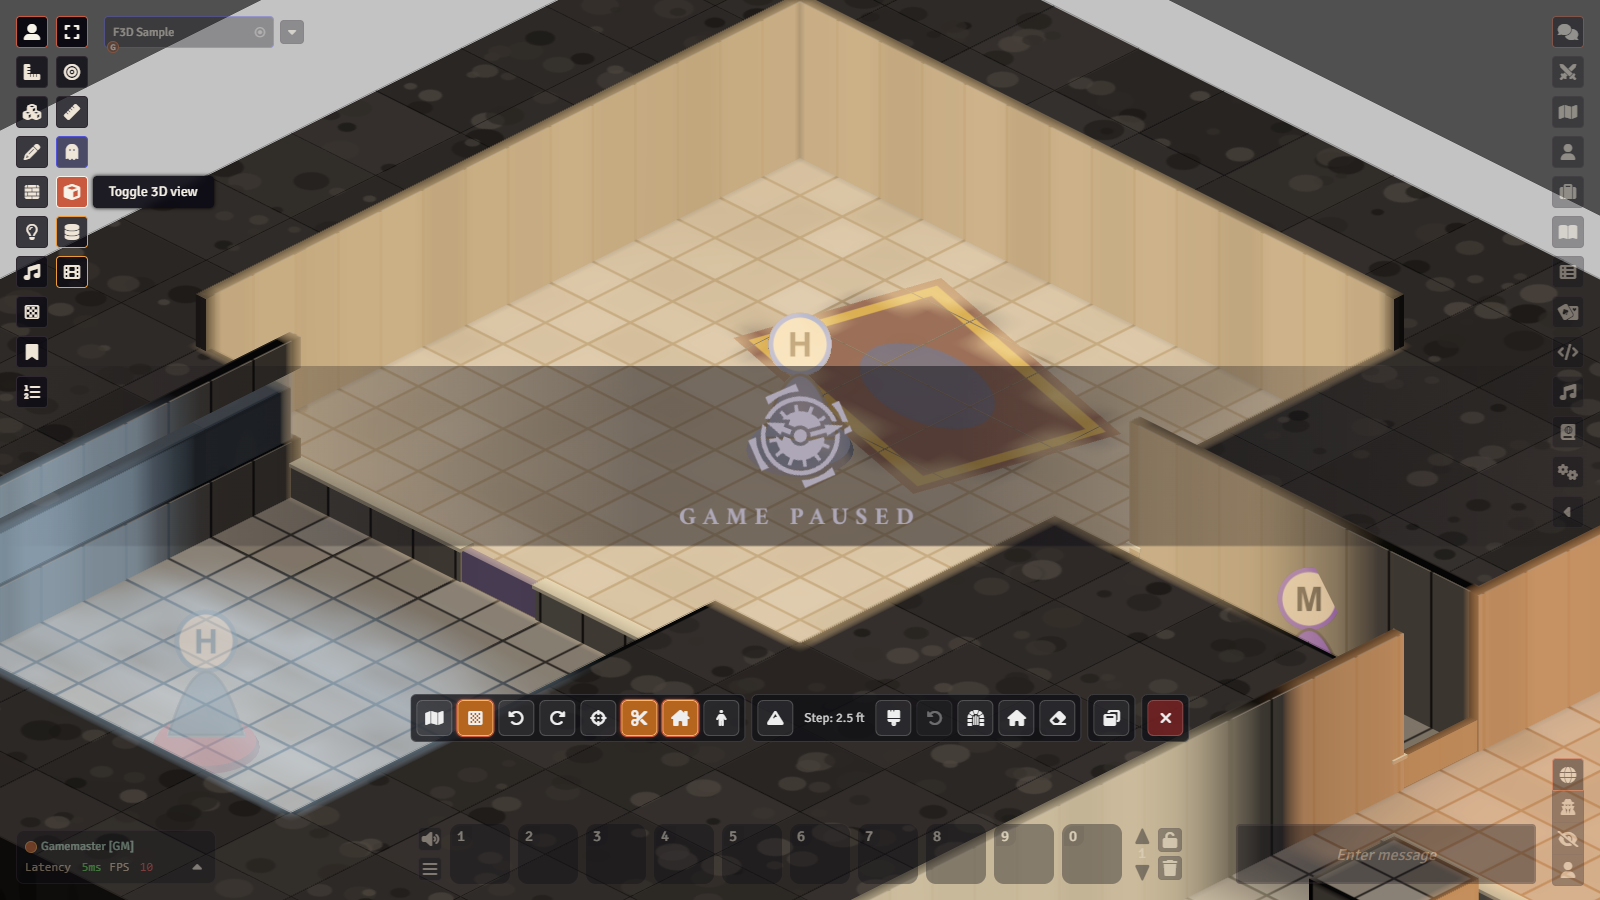 F3D Sample
G
Toggle 3D view
H
GAME PAUSED
M
H
Step: 2.5 ft
Gamemaster [GM]
Latency 5ms FPS 10
1 2 3 4 5 6 7 8 9 0
1
Enter message